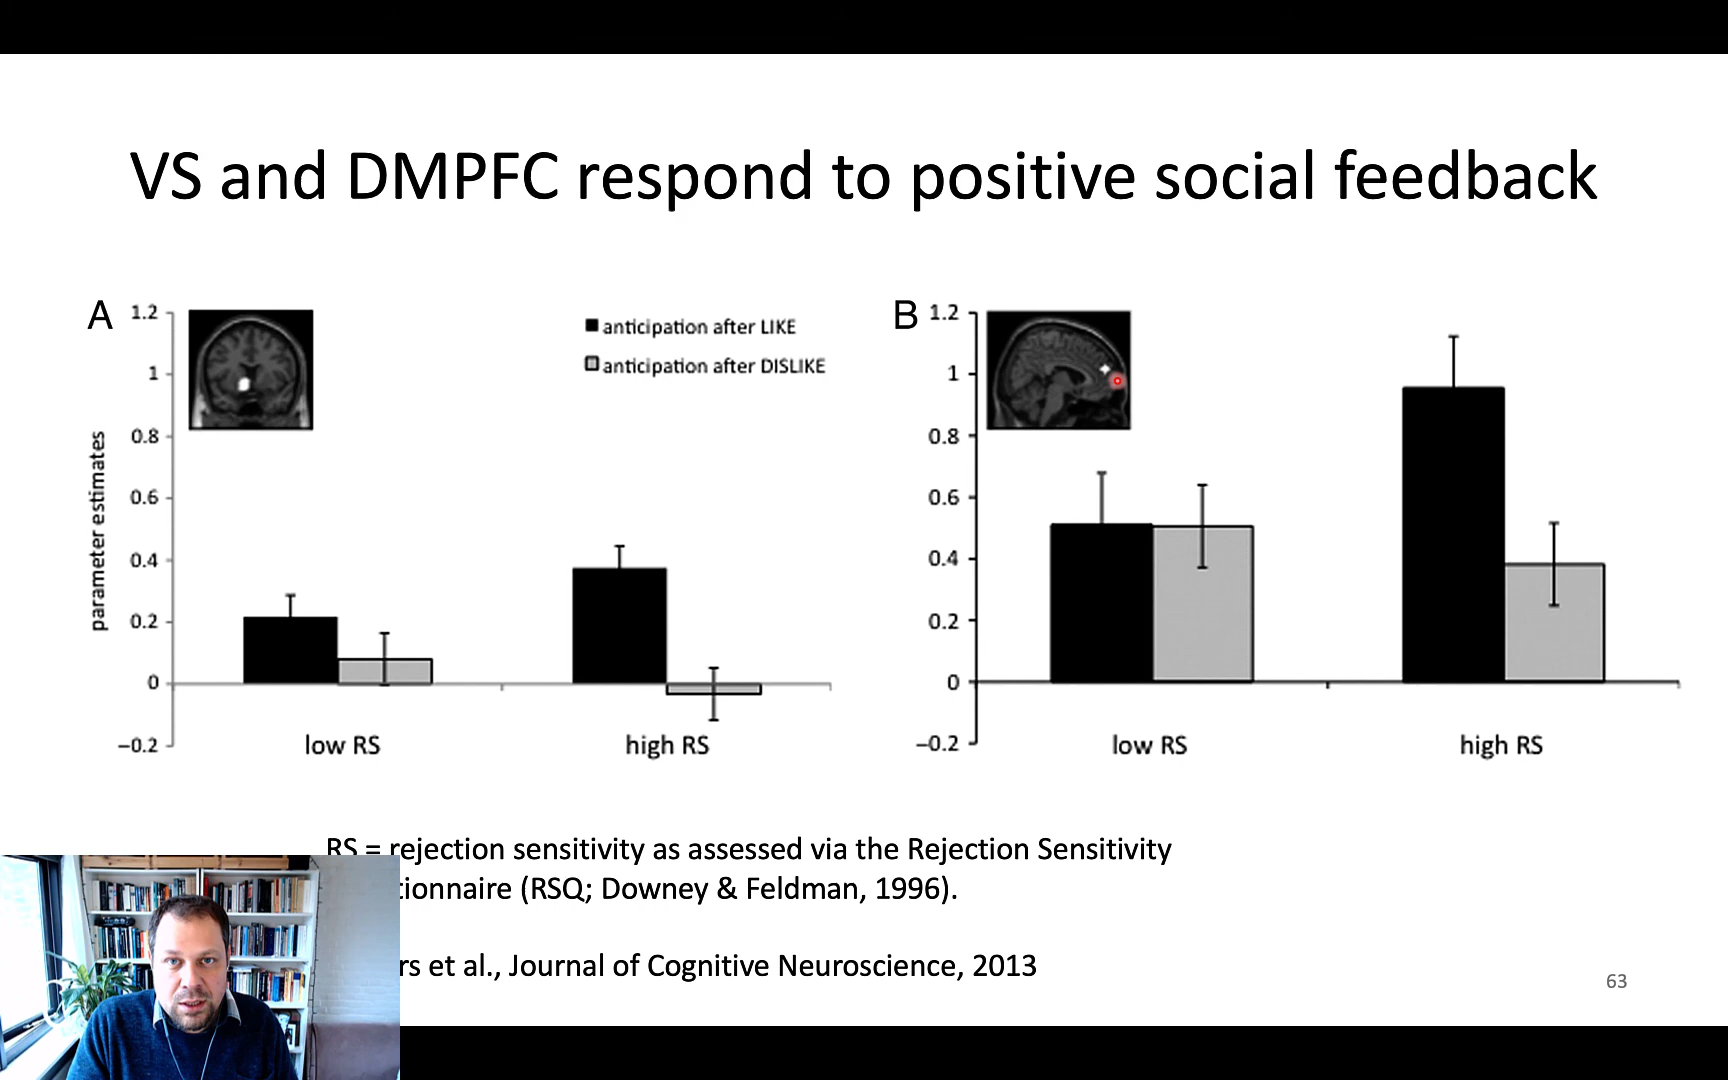 VS and DMPFC respond to positive social feedback
A
1.2
1
0.8
0.6
0.4
0.2
0
−0.2
parameter estimates
anticipation after LIKE
anticipation after DISLIKE
low RS
high RS
B
1.2
1
0.8
0.6
0.4
0.2
0
−0.2
low RS
high RS
RS = rejection sensitivity as assessed via the Rejection Sensitivity
tionnaire (RSQ; Downey & Feldman, 1996).
rs et al., Journal of Cognitive Neuroscience, 2013
63